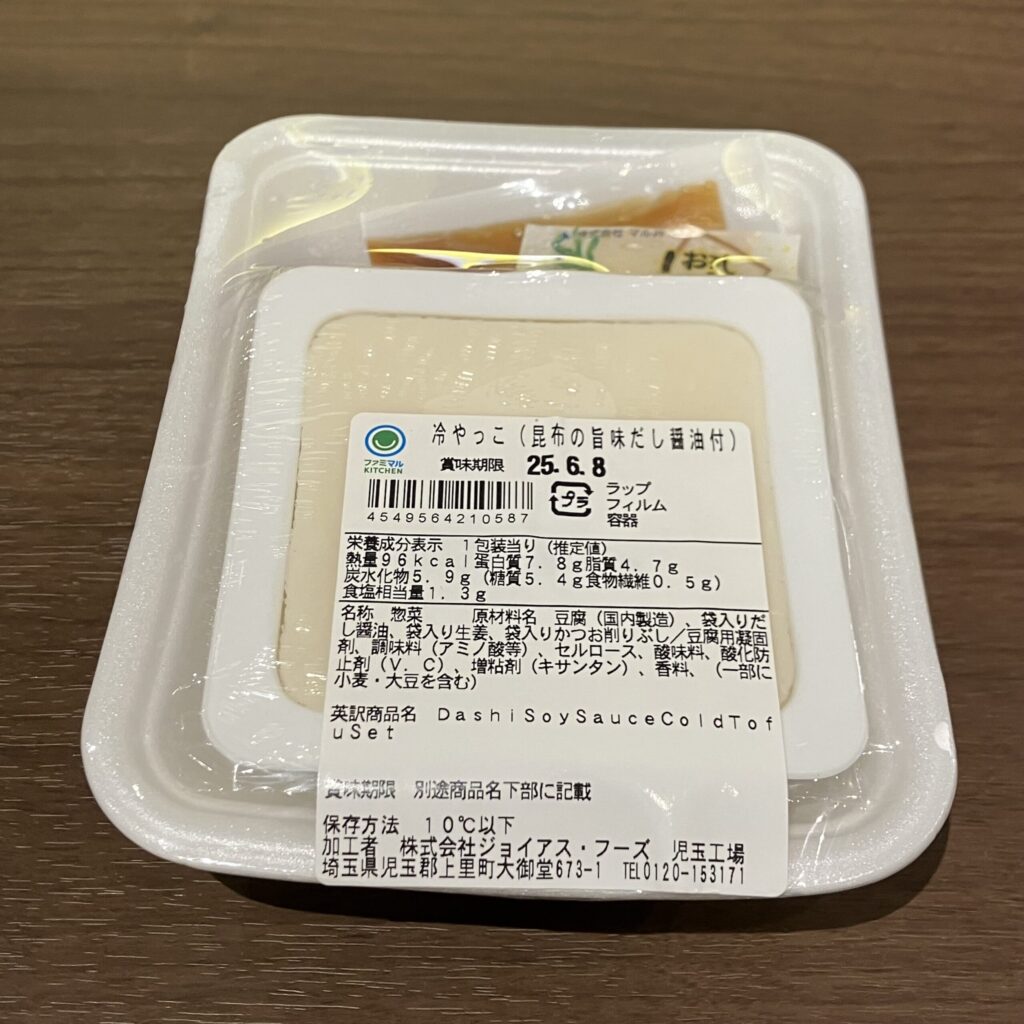 株式会社 マルハ
お
冷やっこ（昆布の旨味だし醤油付）
ファミマル
KITCHEN
賞味期限 25.6.8
4549564210587
プラ
ラップ
フィルム
容器
栄養成分表示 1包装当り（推定値）
熱量96kcal蛋白質7.8g脂質4.7g
炭水化物5.9g（糖質5.4g食物繊維0.5g）
食塩相当量1.3g
名称 惣菜 原材料名 豆腐（国内製造）、袋入りだ
し醤油、袋入り生姜、袋入りかつお削りぶし／豆腐用凝固
剤、調味料（アミノ酸等）、セルロース、酸味料、酸化防
止剤（V.C）、増粘剤（キサンタン）、香料、（一部に
小麦・大豆を含む）
英訳商品名 DashiSoySauceColdTof
uSet
賞味期限 別途商品名下部に記載
保存方法 10℃以下
加工者 株式会社ジョイアス・フーズ 児玉工場
埼玉県児玉郡上里町大御堂673-1 TEL0120-153171